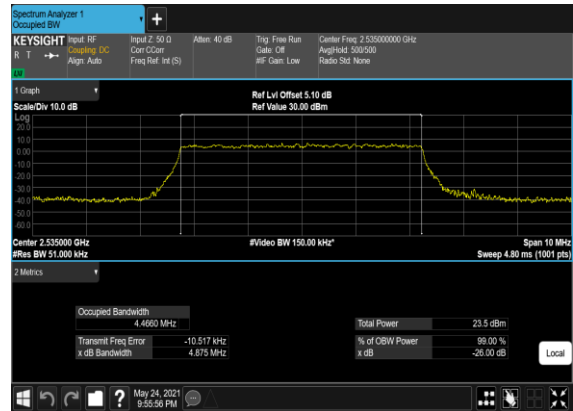 Spectrum Analyzer 1
Occupied BW
+
KEYSIGHT
R T
LXI
Input: RF
Coupling: DC
Align: Auto
Input Z: 50 Ω
Corr CCorr
Freq Ref: Int (S)
Atten: 40 dB
Trig: Free Run
Gate: Off
#IF Gain: Low
Center Freq: 2.535000000 GHz
Avg|Hold: 500/500
Radio Std: None
1 Graph
Scale/Div 10.0 dB
Ref Lvl Offset 5.10 dB
Ref Value 30.00 dBm
Log
20.0
10.0
0.00
-10.0
-20.0
-30.0
-40.0
-50.0
-60.0
Center 2.535000 GHz
#Res BW 51.000 kHz
#Video BW 150.00 kHz*
Span 10 MHz
Sweep 4.80 ms (1001 pts)
2 Metrics
Occupied Bandwidth
4.4660 MHz
Total Power 23.5 dBm
Transmit Freq Error -10.517 kHz
x dB Bandwidth 4.875 MHz
% of OBW Power 99.00 %
x dB -26.00 dB
Local
?
May 24, 2021
9:55:56 PM